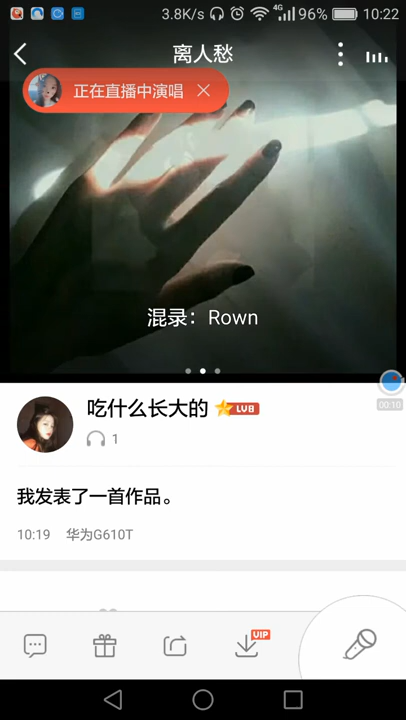 3.8K/s 4G 96% 10:22
离人愁
正在直播中演唱
混录：Rown
00:10
吃什么长大的 LV8
1
我发表了一首作品。
10:19 华为G610T
VIP